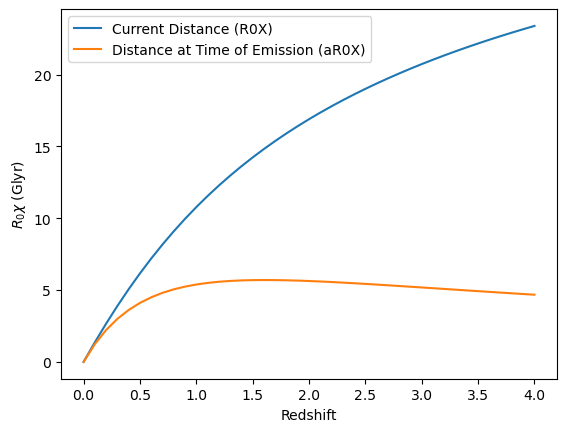 Current Distance (R0X)
Distance at Time of Emission (aR0X)
R₀χ (Glyr)
20
15
10
5
0
0.0 0.5 1.0 1.5 2.0 2.5 3.0 3.5 4.0
Redshift